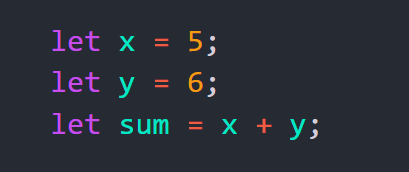 let x = 5;
let y = 6;
let sum = x + y;